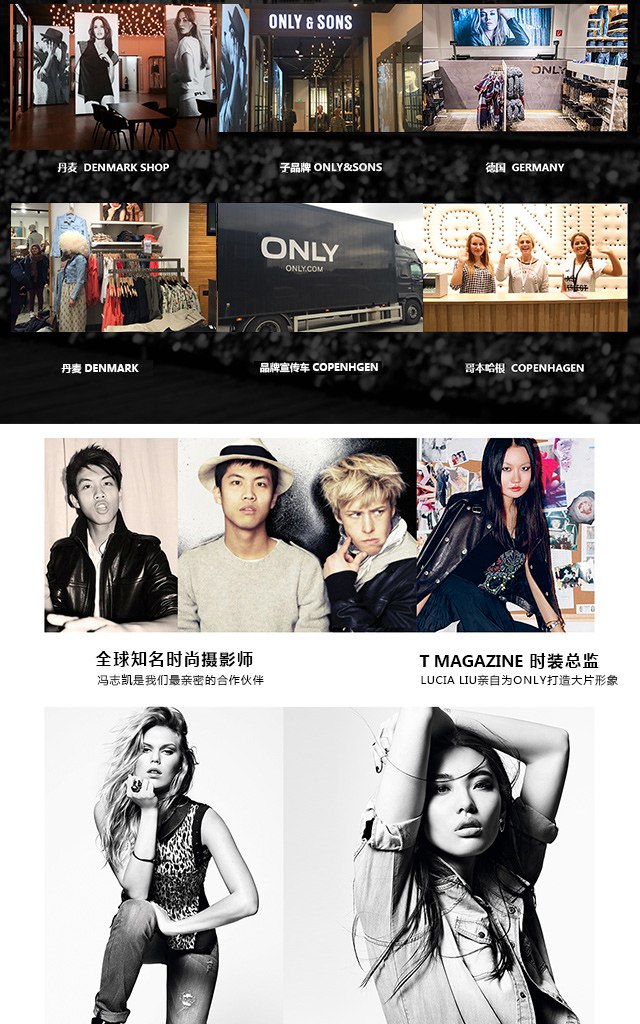 ONLY & SONS
ONLY
丹麦 DENMARK SHOP
子品牌 ONLY&SONS
德国 GERMANY
ONLY
ONLY.COM
ONL
丹麦 DENMARK
品牌宣传车 COPENHGEN
哥本哈根 COPENHAGEN
全球知名时尚摄影师
T MAGAZINE 时装总监
冯志凯是我们最亲密的合作伙伴
LUCIA LIU亲自为ONLY打造大片形象